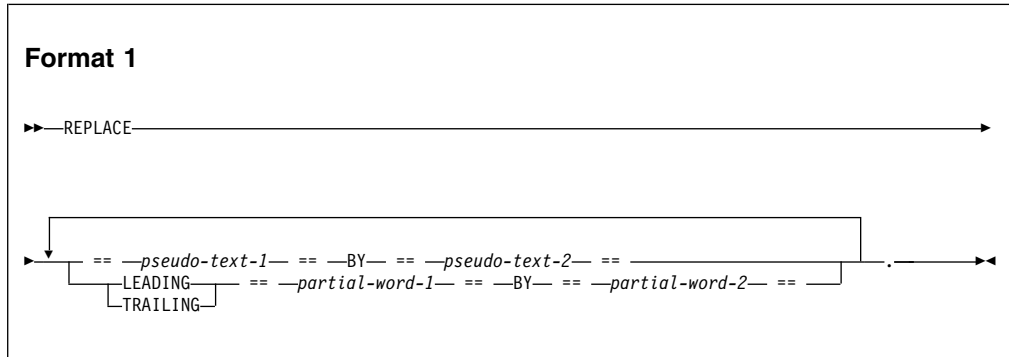 Format 1
REPLACE
== pseudo-text-1 == BY == pseudo-text-2 ==
LEADING == partial-word-1 == BY == partial-word-2 == .
TRAILING